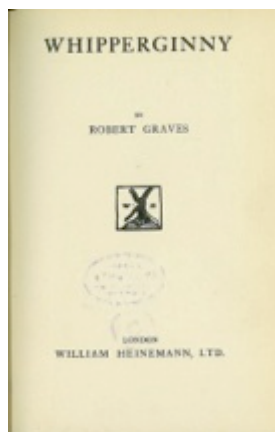 WHIPPERGINNY
BY
ROBERT GRAVES
LONDON
WILLIAM HEINEMANN, LTD.